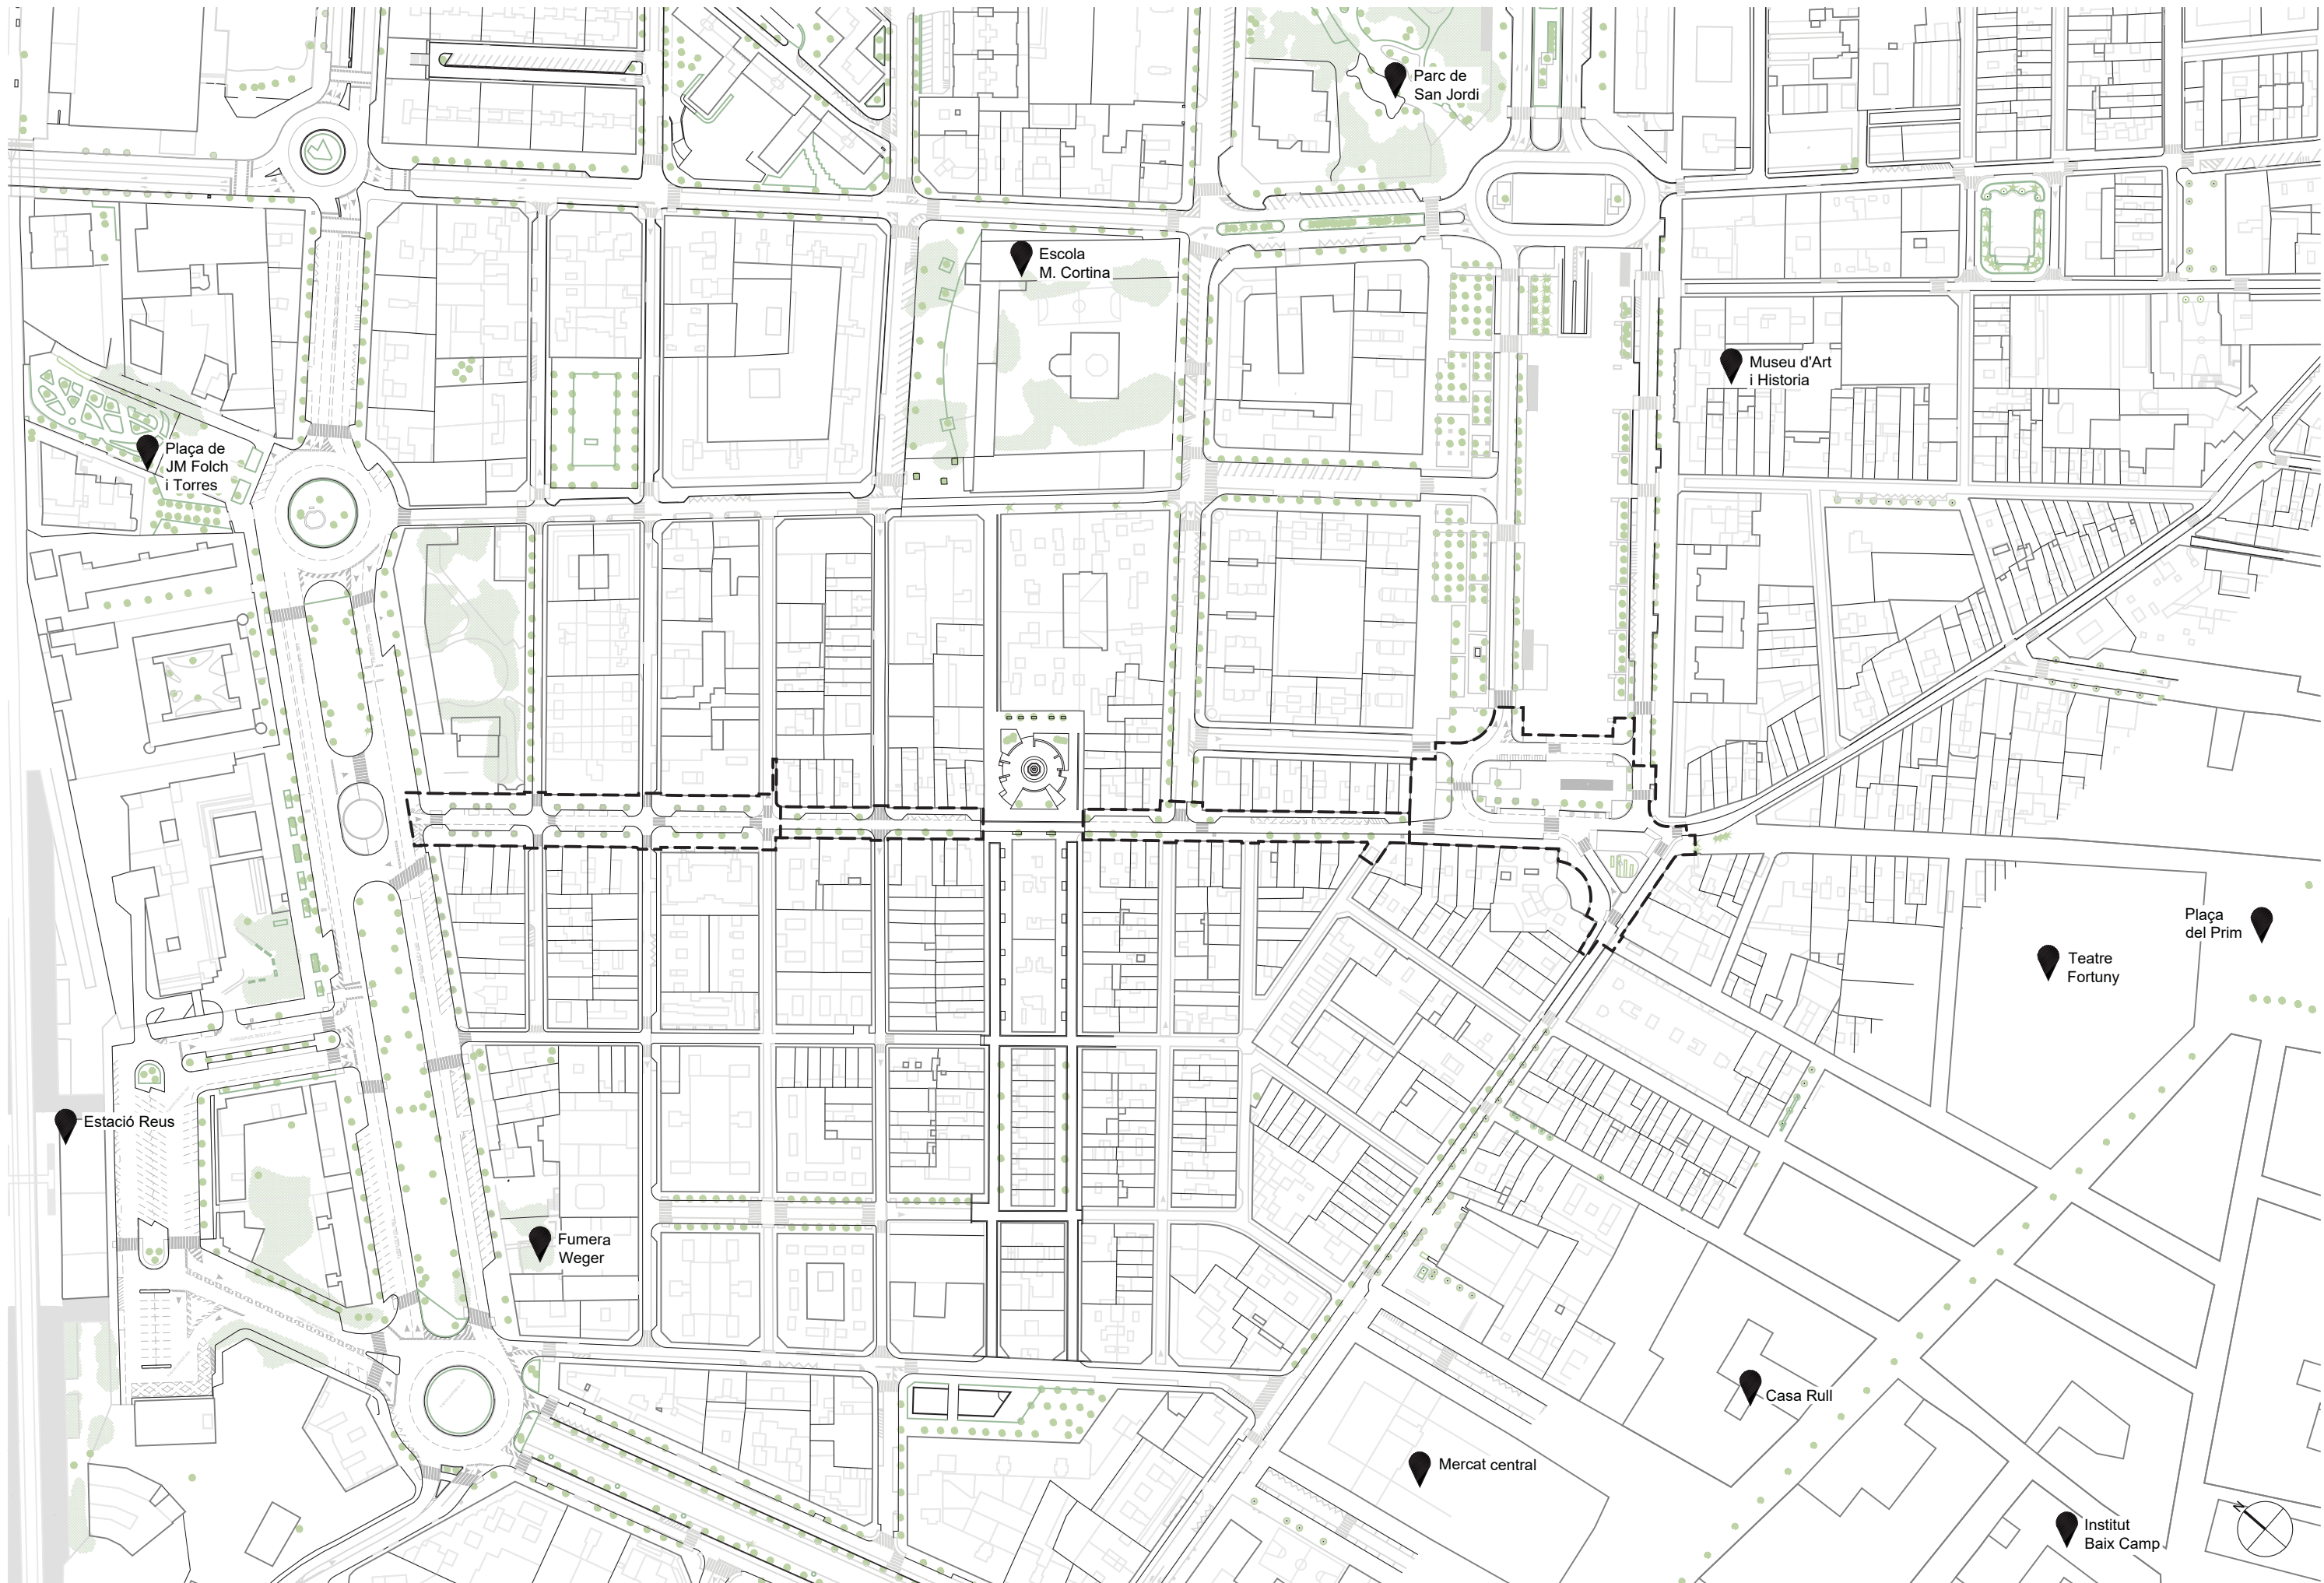 Parc de
San Jordi
Escola
M. Cortina
Museu d'Art
i Historia
Plaça de
JM Folch
i Torres
Plaça
del Prim
Teatre
Fortuny
Estació Reus
Fumera
Weger
Casa Rull
Mercat central
Institut
Baix Camp
N